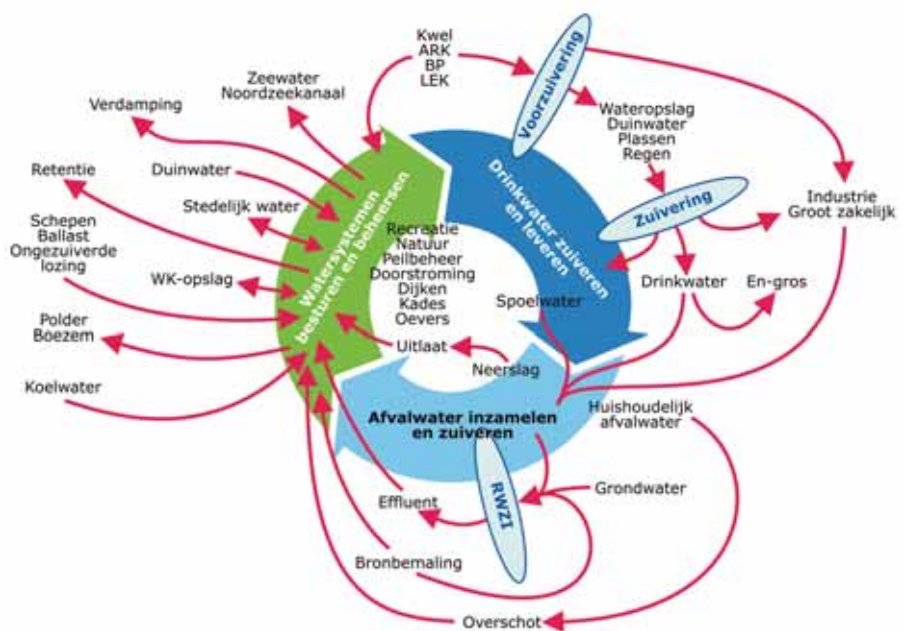 Kwel
ARK
BP
LEK
Voorzuivering
Zeewater
Noordzeekanaal
Verdamping
Wateropslag
Duinwater
Plassen
Regen
Retentie
Duinwater
Drinkwater zuiveren
en leveren
Zuivering
Industrie
Groot zakelijk
Stedelijk water
Schepen
Ballast
Ongezuiverde
lozing
Watersystemen
besturen en beheersen
Recreatie
Natuur
Peilbeheer
Doorstroming
Dijken
Kades
Oevers
WK-opslag
Drinkwater
En-gros
Spoelwater
Polder
Boezem
Uitlaat
Neerslag
Koelwater
Afvalwater inzamelen
en zuiveren
Huishoudelijk
afvalwater
RWZI
Effluent
Grondwater
Bronbemaling
Overschot